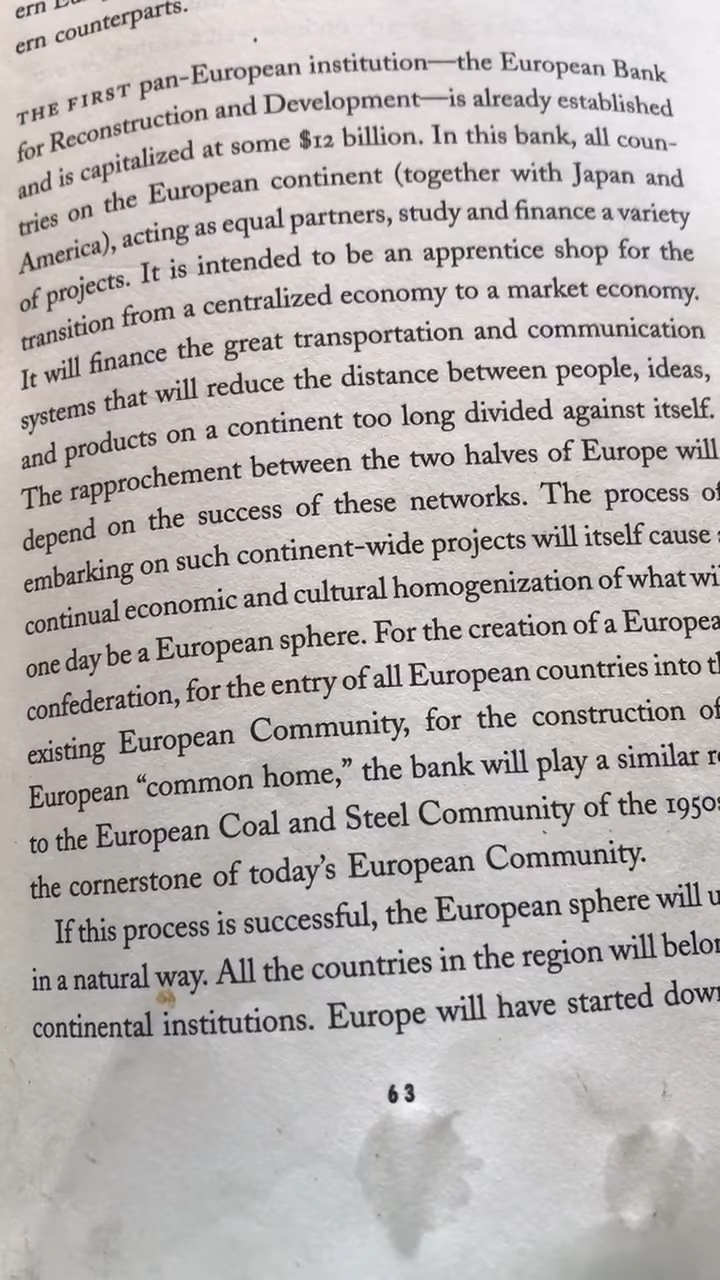 ern
ern counterparts.
THE FIRST pan-European institution—the European Bank
for Reconstruction and Development—is already established
and is capitalized at some $12 billion. In this bank, all coun-
tries on the European continent (together with Japan and
America), acting as equal partners, study and finance a variety
of projects. It is intended to be an apprentice shop for the
transition from a centralized economy to a market economy.
It will finance the great transportation and communication
systems that will reduce the distance between people, ideas,
and products on a continent too long divided against itself.
The rapprochement between the two halves of Europe will
depend on the success of these networks. The process of
embarking on such continent-wide projects will itself cause
continual economic and cultural homogenization of what
one day be a European sphere. For the creation of a
confederation, for the entry of all European countries into
existing European Community, for the construction of
European “common home,” the bank will play a similar
to the European Coal and Steel Community of the 1950s
the cornerstone of today’s European Community.
If this process is successful, the European sphere will
in a natural way. All the countries in the region will
continental institutions. Europe will have started
63